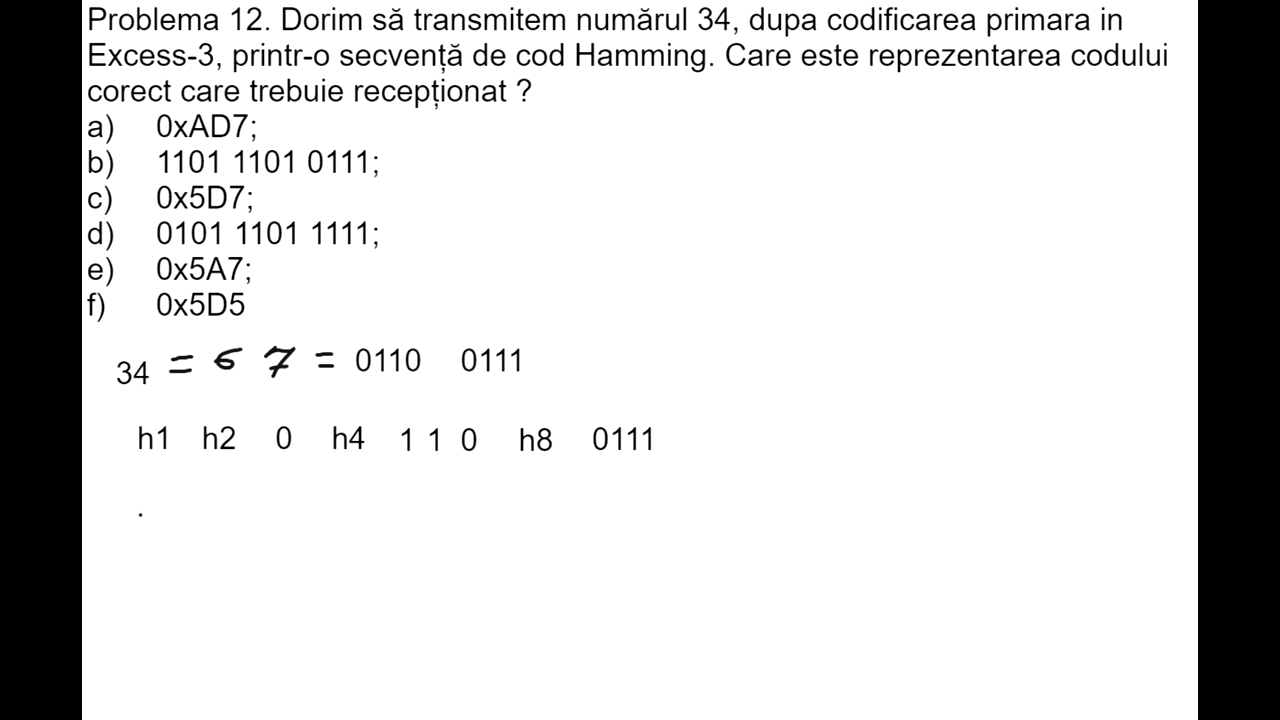 Problema 12. Dorim să transmitem numărul 34, dupa codificarea primara in
Excess-3, printr-o secvență de cod Hamming. Care este reprezentarea codului
corect care trebuie recepționat ?
a) 0xAD7;
b) 1101 1101 0111;
c) 0x5D7;
d) 0101 1101 1111;
e) 0x5A7;
f) 0x5D5
34 = 6 7 = 0110 0111
h1 h2 0 h4 1 1 0 h8 0111
.